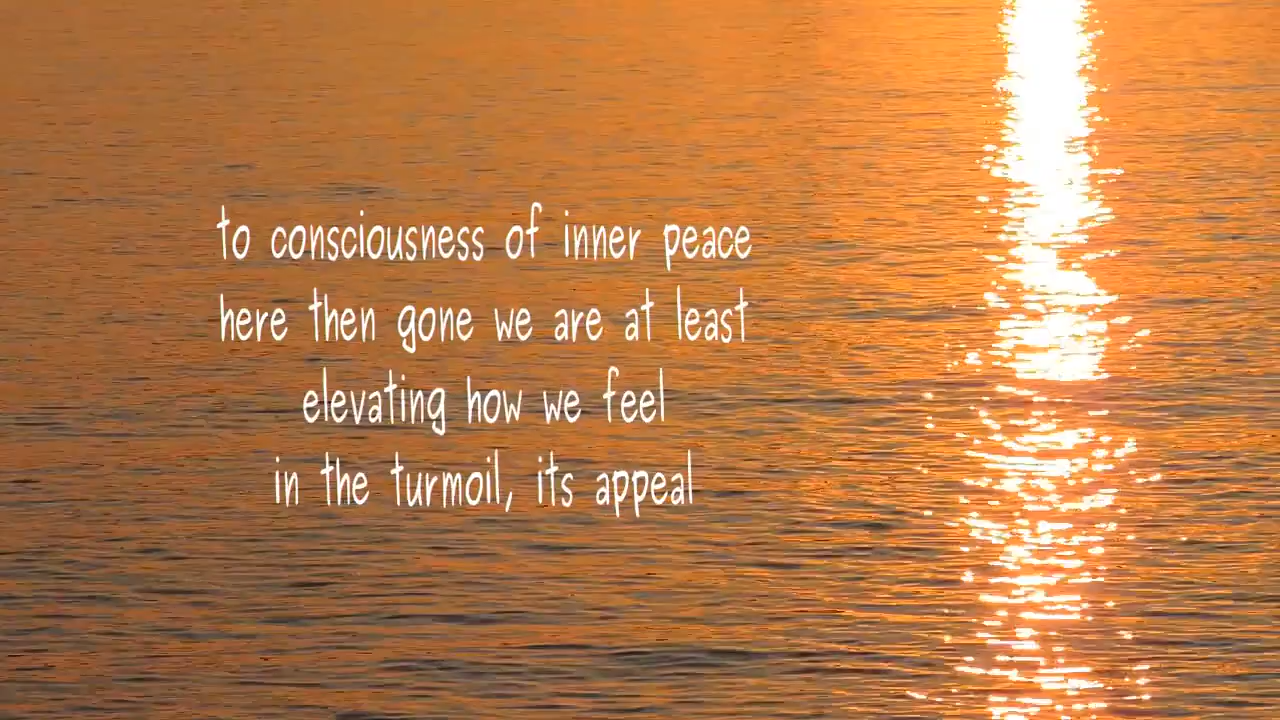 to consciousness of inner peace
here then gone we are at least
elevating how we feel
in the turmoil, its appeal